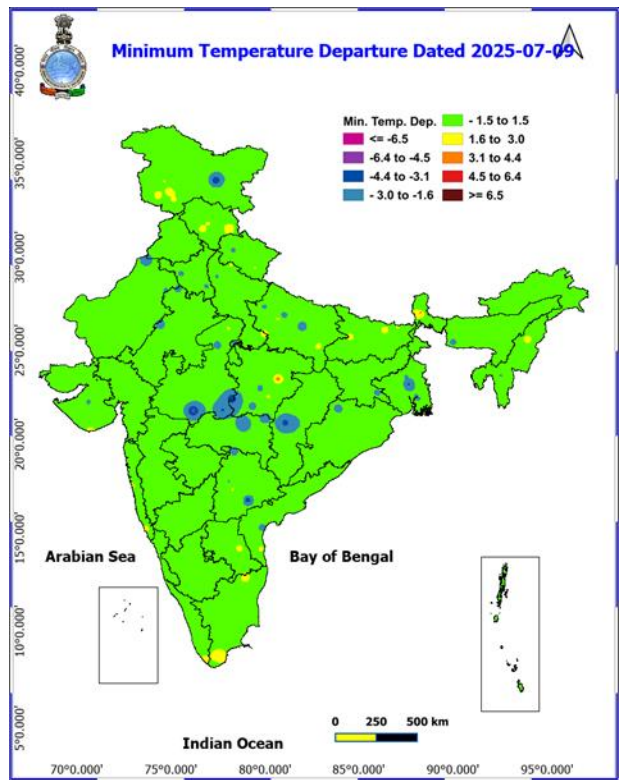 Minimum Temperature Departure Dated 2025-07-09
Min. Temp. Dep.
<= -6.5
-6.4 to -4.5
-4.4 to -3.1
- 3.0 to -1.6
- 1.5 to 1.5
1.6 to 3.0
3.1 to 4.4
4.5 to 6.4
>= 6.5
40°0.000'
35°0.000'
30°0.000'
25°0.000'
20°0.000'
15°0.000'
10°0.000'
5°0.000'
Arabian Sea
Bay of Bengal
Indian Ocean
0 250 500 km
70°0.000' 75°0.000' 80°0.000' 85°0.000' 90°0.000' 95°0.000'